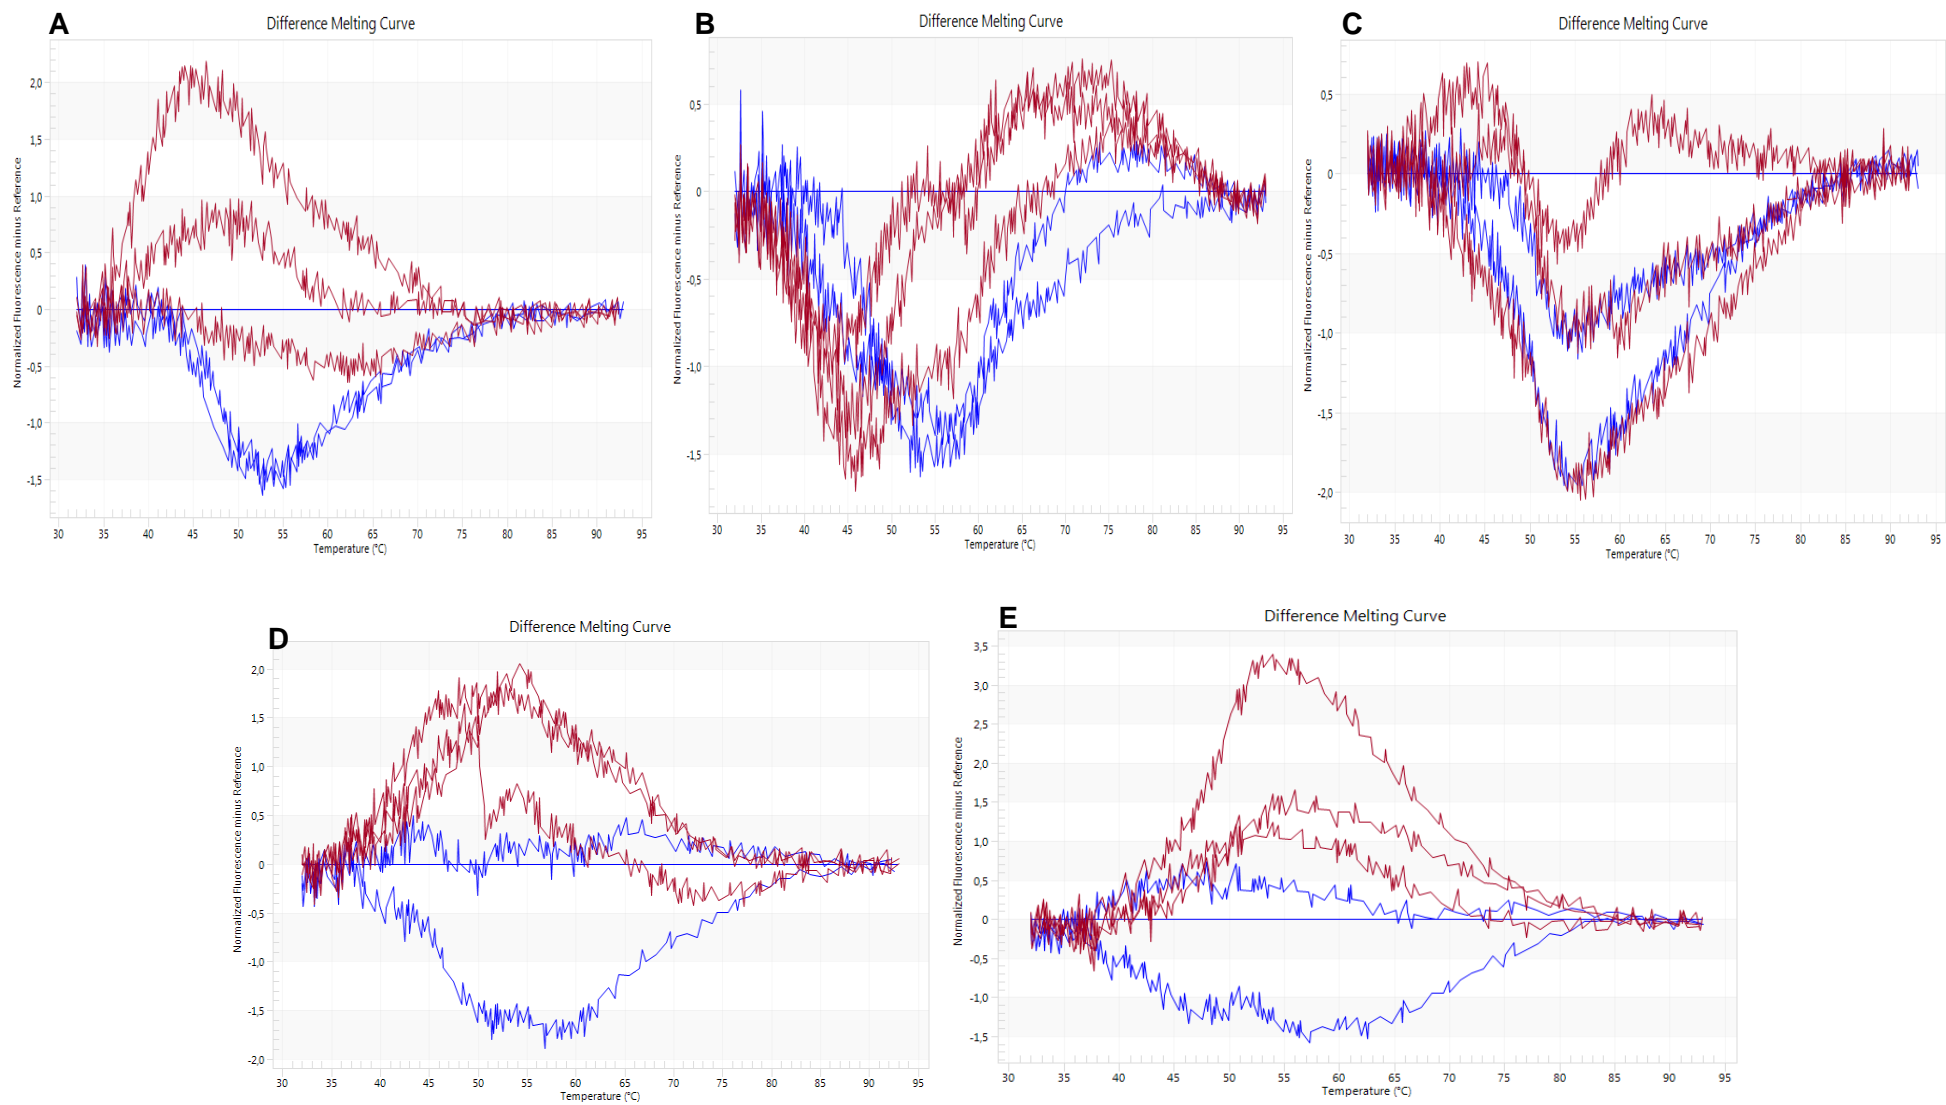 A
Difference Melting Curve
2,0
1,5
1,0
0,5
0
-0,5
-1,0
-1,5
Normalized Fluorescence minus Reference
30 35 40 45 50 55 60 65 70 75 80 85 90 95
Temperature (°C)
B
Difference Melting Curve
0,5
0
-0,5
-1,0
-1,5
Normalized Fluorescence minus Reference
30 35 40 45 50 55 60 65 70 75 80 85 90 95
Temperature (°C)
C
Difference Melting Curve
0,5
0
-0,5
-1,0
-1,5
-2,0
Normalized Fluorescence minus Reference
30 35 40 45 50 55 60 65 70 75 80 85 90 95
Temperature (°C)
D
Difference Melting Curve
2,0
1,5
1,0
0,5
0
-0,5
-1,0
-1,5
-2,0
Normalized Fluorescence minus Reference
30 35 40 45 50 55 60 65 70 75 80 85 90 95
Temperature (°C)
E
Difference Melting Curve
3,5
3,0
2,5
2,0
1,5
1,0
0,5
0
-0,5
-1,0
-1,5
Normalized Fluorescence minus Reference
30 35 40 45 50 55 60 65 70 75 80 85 90 95
Temperature (°C)